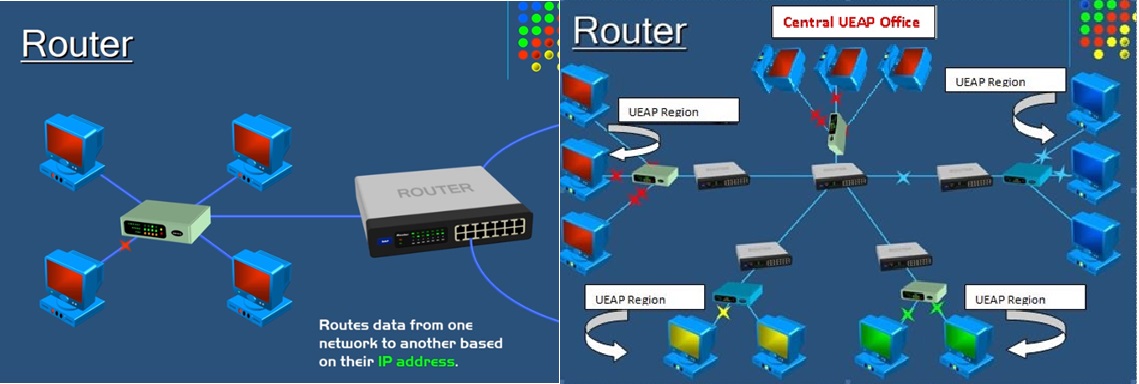 Router
ROUTER
Routes data from one
network to another based
on their IP address.
Router
Central UEAP Office
UEAP Region
UEAP Region
UEAP Region
UEAP Region